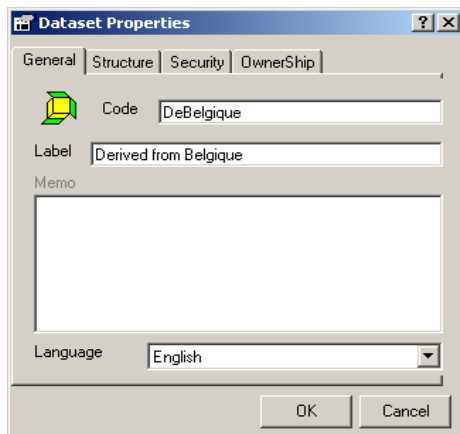 Dataset Properties
General Structure Security OwnerShip
Code DeBelgique
Label Derived from Belgique
Memo
Language English
OK Cancel